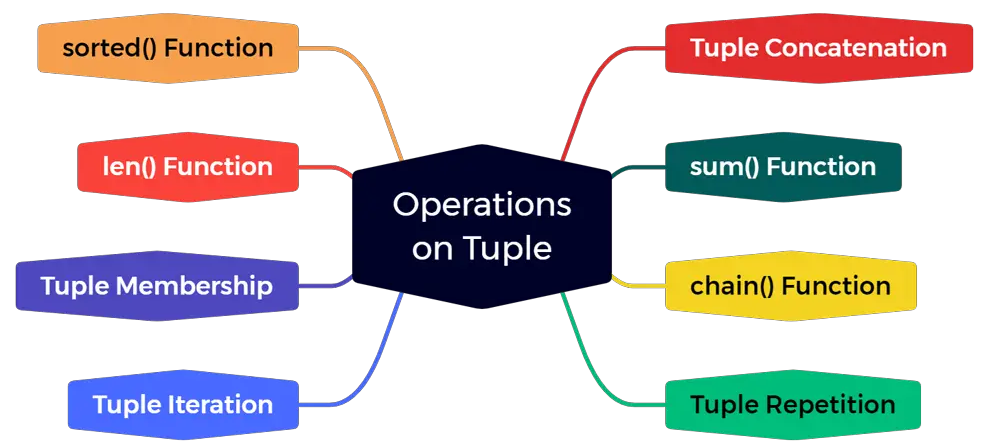 sorted() Function
Tuple Concatenation
len() Function
sum() Function
Operations
on Tuple
Tuple Membership
chain() Function
Tuple Iteration
Tuple Repetition